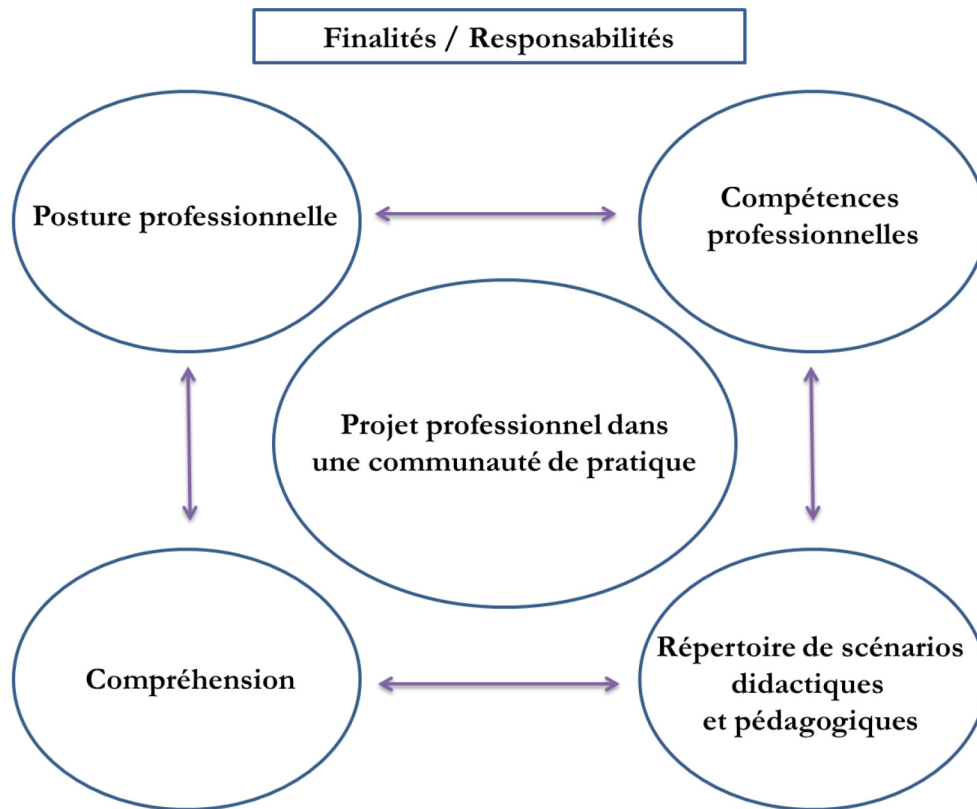 Finalités / Responsabilités
Posture professionnelle
Compétences
professionnelles
Projet professionnel dans
une communauté de pratique
Compréhension
Répertoire de scénarios
didactiques
et pédagogiques